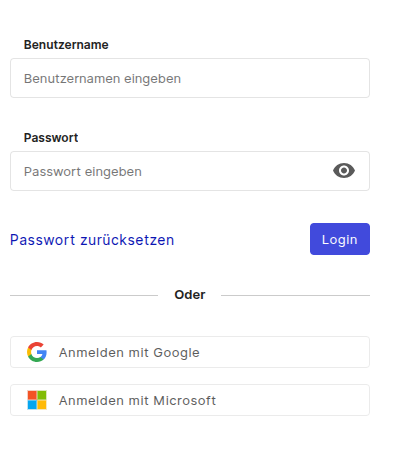 Benutzername
Benutzernamen eingeben
Passwort
Passwort eingeben
Passwort zurücksetzen
Login
Oder
Anmelden mit Google
Anmelden mit Microsoft